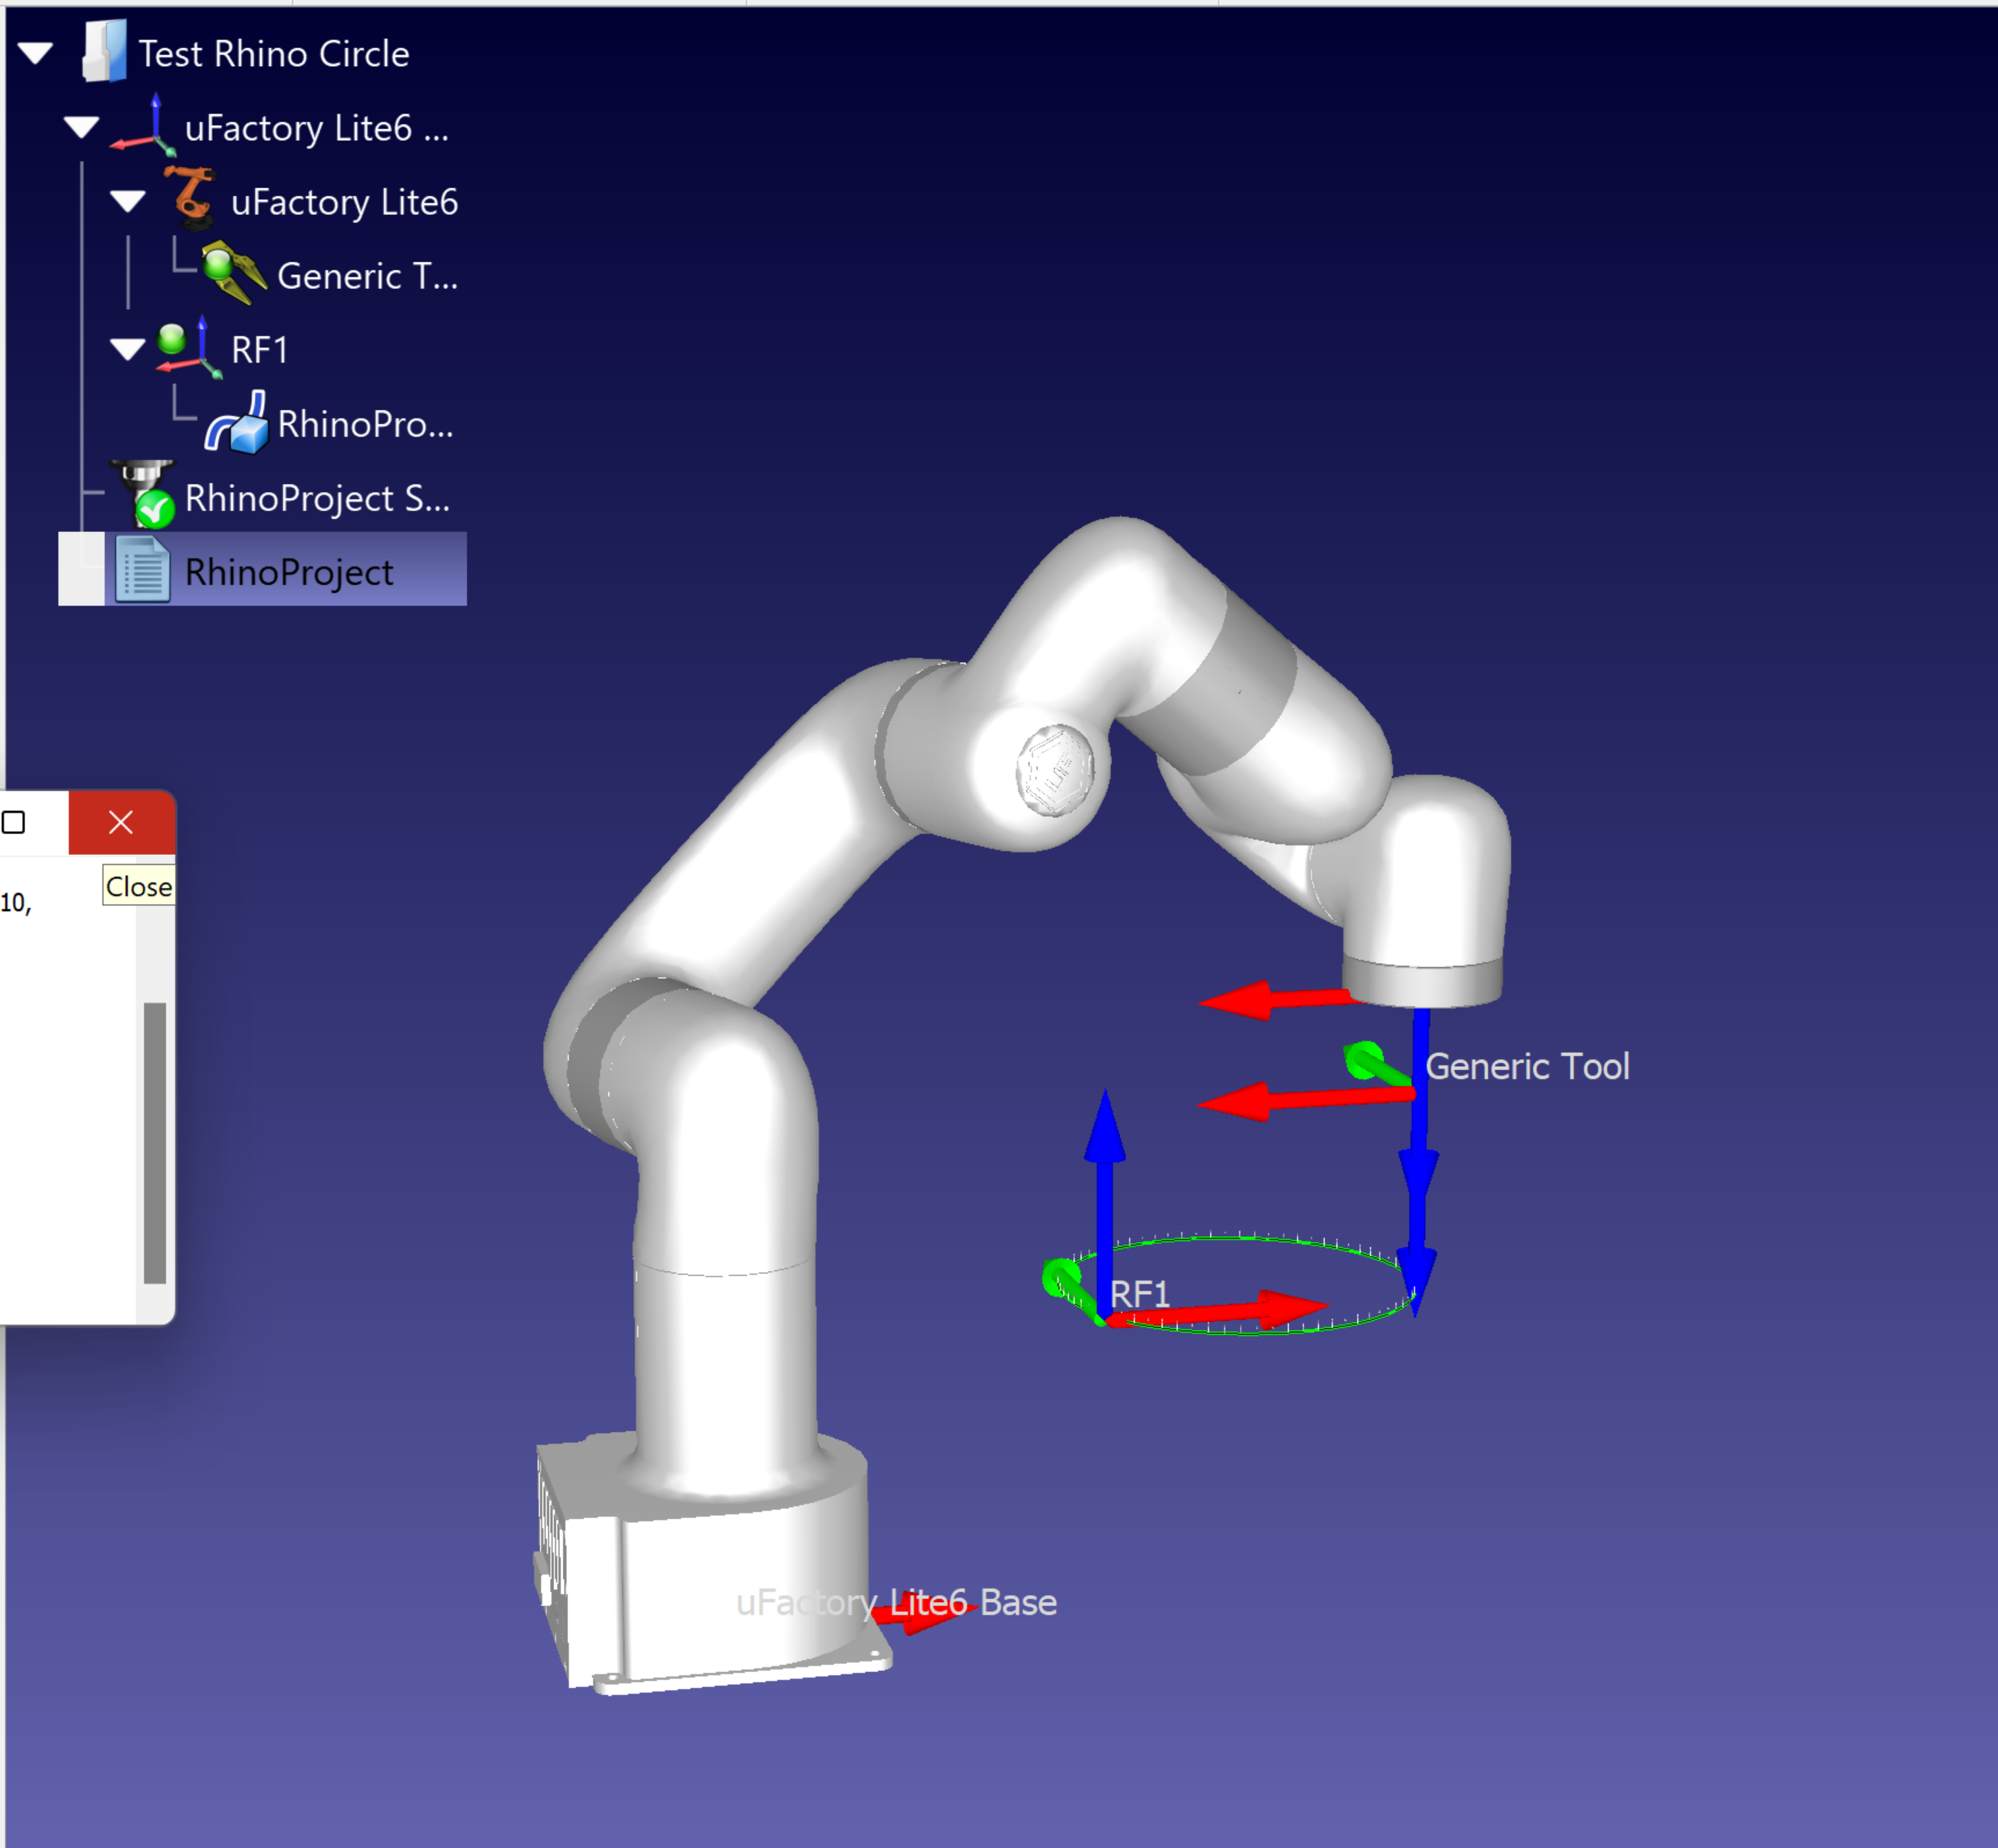 Test Rhino Circle
uFactory Lite6 ...
uFactory Lite6
Generic T...
RF1
RhinoPro...
RhinoProject S...
RhinoProject
Close
10,
Generic Tool
RF1
uFactory Lite6 Base